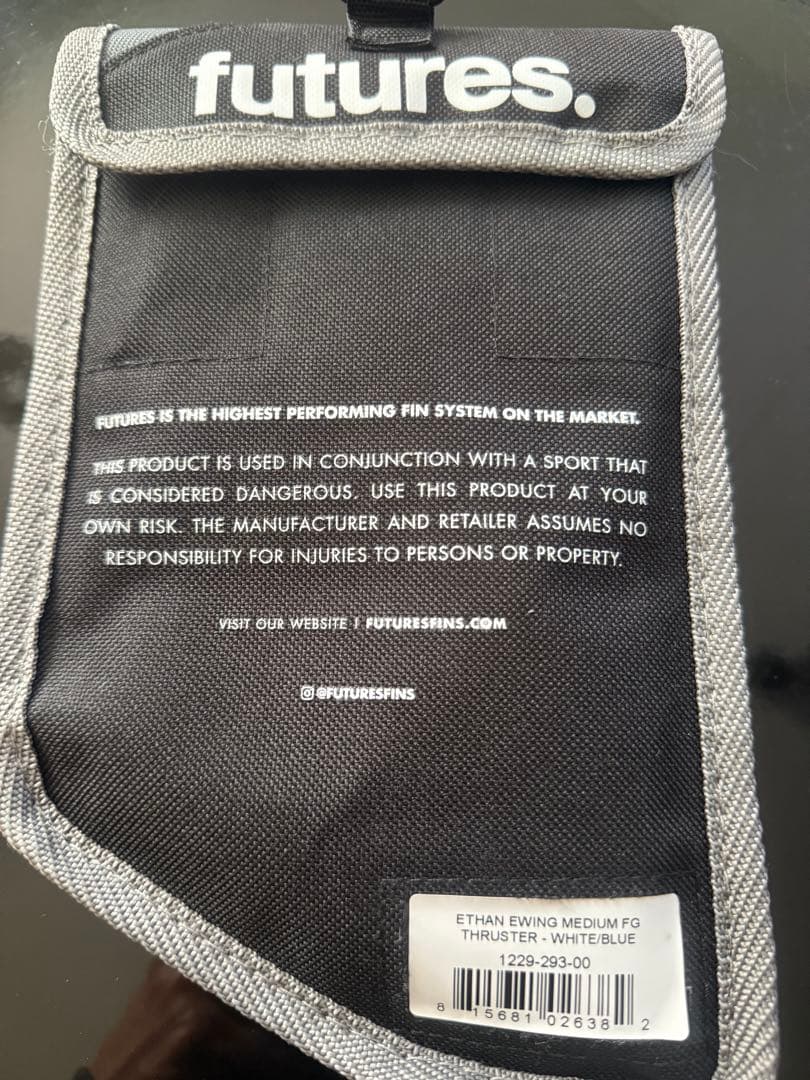 futures.
FUTURES IS THE HIGHEST PERFORMING FIN SYSTEM ON THE MARKET.
THIS PRODUCT IS USED IN CONJUNCTION WITH A SPORT THAT
IS CONSIDERED DANGEROUS. USE THIS PRODUCT AT YOUR
OWN RISK. THE MANUFACTURER AND RETAILER ASSUMES NO
RESPONSIBILITY FOR INJURIES TO PERSONS OR PROPERTY.
VISIT OUR WEBSITE | FUTURESFINS.COM
@FUTURESFINS
ETHAN EWING MEDIUM FG
THRUSTER - WHITE/BLUE
1229-293-00
8 15681 02638 2